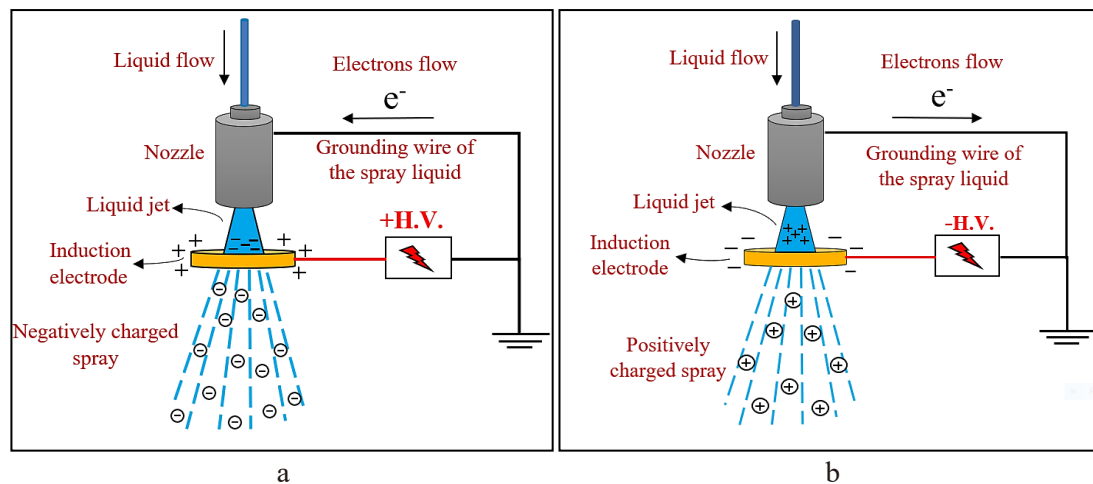 Liquid flow
Electrons flow
e-
Nozzle
Grounding wire of
the spray liquid
Liquid jet
+H.V.
Induction
electrode
Negatively charged
spray
a
Liquid flow
Electrons flow
e-
Nozzle
Grounding wire of
the spray liquid
Liquid jet
-H.V.
Induction
electrode
Positively
charged spray
b